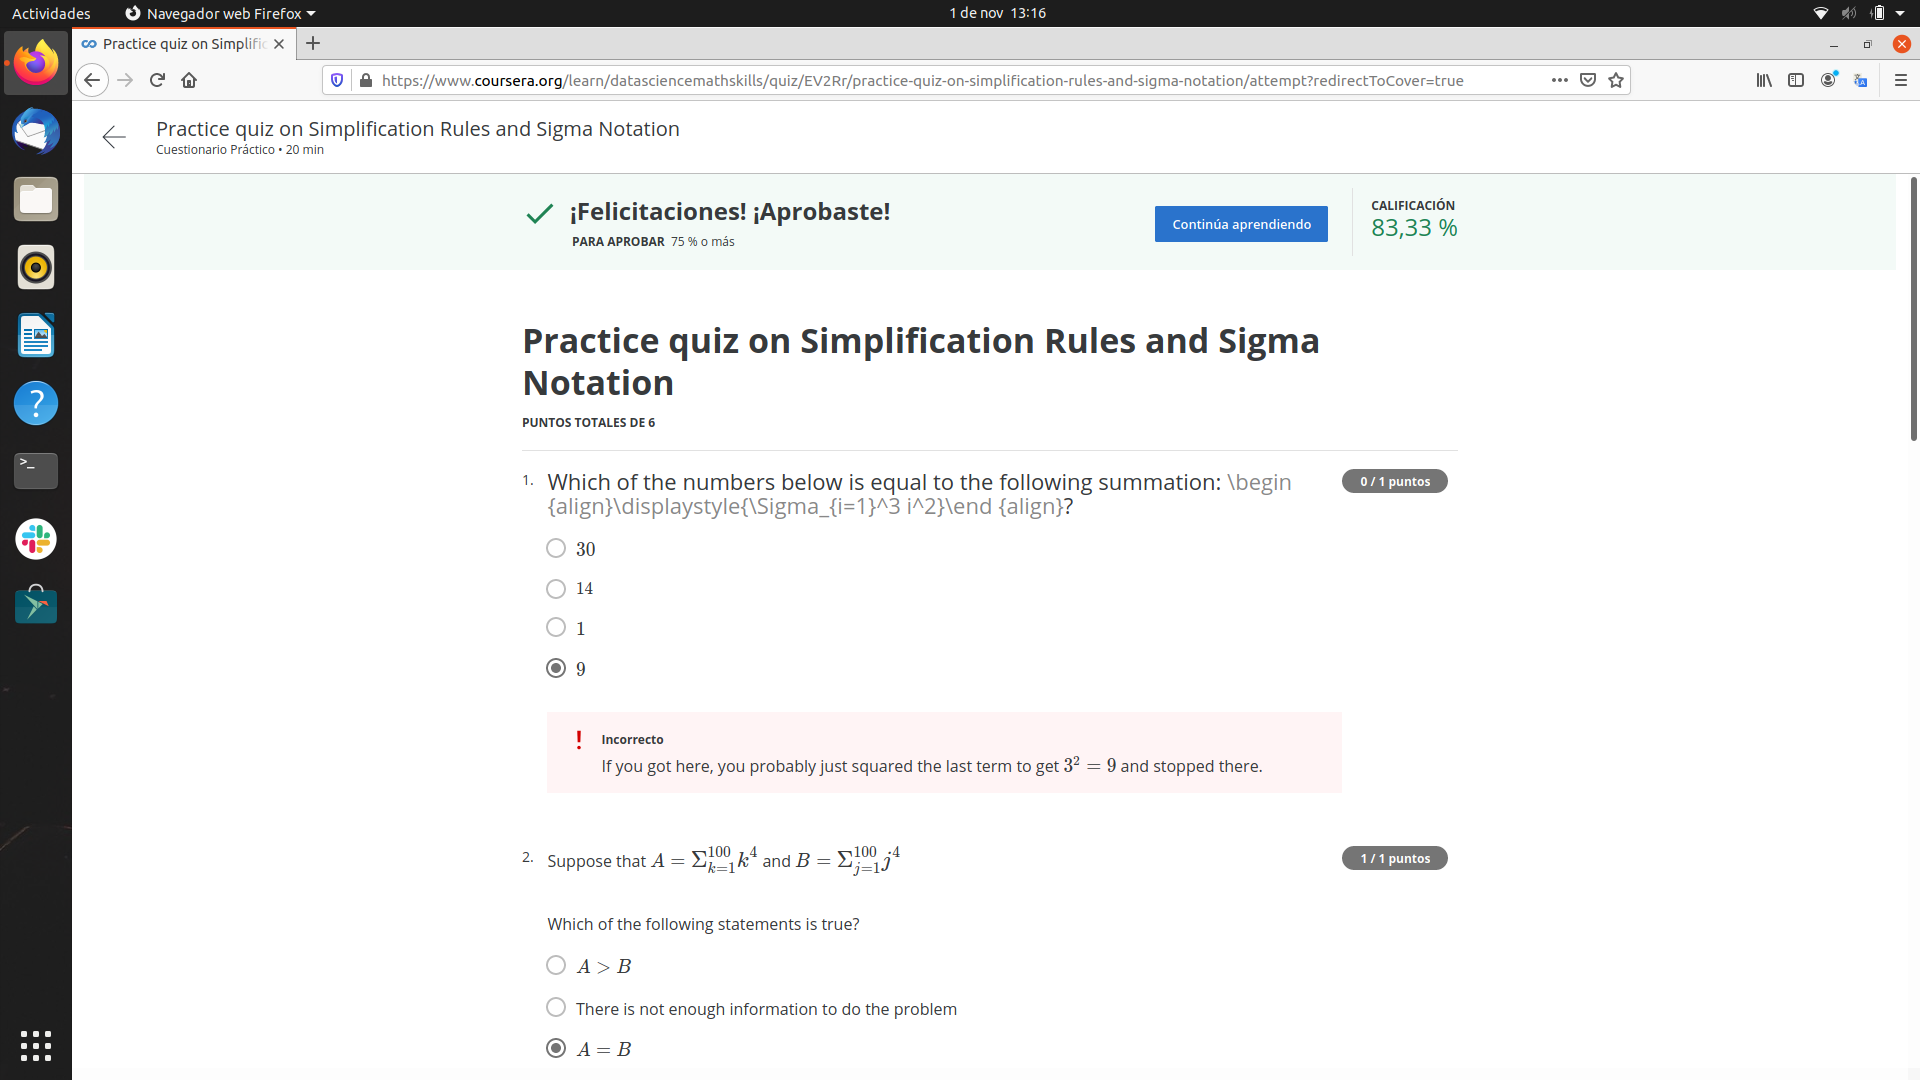 Actividades
Navegador web Firefox
1 de nov 13:16
Practice quiz on Simplific
https://www.coursera.org/learn/datasciencemathskills/quiz/EV2Rr/practice-quiz-on-simplification-rules-and-sigma-notation/attempt?redirectToCover=true
Practice quiz on Simplification Rules and Sigma Notation
Cuestionario Práctico • 20 min
¡Felicitaciones! ¡Aprobaste!
PARA APROBAR 75 % o más
Continúa aprendiendo
CALIFICACIÓN
83,33 %
Practice quiz on Simplification Rules and Sigma
Notation
PUNTOS TOTALES DE 6
1. Which of the numbers below is equal to the following summation: \begin
{align}\displaystyle{\Sigma_{i=1}^3 i^2}\end {align}?
0 / 1 puntos
30
14
1
9
! Incorrecto
If you got here, you probably just squared the last term to get 3² = 9 and stopped there.
2. Suppose that A = Σ_{k=1}^{100} k⁴ and B = Σ_{j=1}^{100} j⁴
1 / 1 puntos
Which of the following statements is true?
A > B
There is not enough information to do the problem
A = B